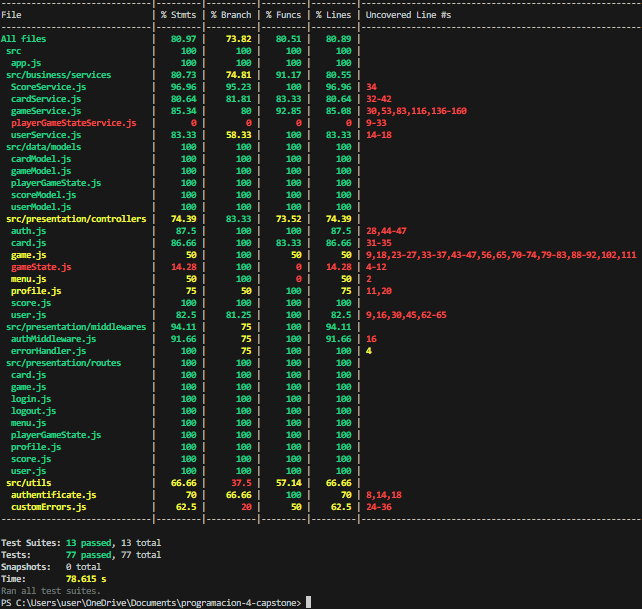 File | % Stmts | % Branch | % Funcs | % Lines | Uncovered Line #s
All files | 80.97 | 73.82 | 80.51 | 80.89 |
src | 100 | 100 | 100 | 100 |
app.js | 100 | 100 | 100 | 100 |
src/business/services | 80.73 | 74.81 | 91.17 | 80.55 |
ScoreService.js | 96.96 | 95.23 | 100 | 96.96 | 34
cardService.js | 80.64 | 81.81 | 83.33 | 80.64 | 32-42
gameService.js | 85.34 | 80 | 92.85 | 85.08 | 30,53,83,116,136-160
playerGameStateService.js | 0 | 0 | 0 | 0 | 9-33
userService.js | 83.33 | 58.33 | 100 | 83.33 | 14-18
src/data/models | 100 | 100 | 100 | 100 |
cardModel.js | 100 | 100 | 100 | 100 |
gameModel.js | 100 | 100 | 100 | 100 |
playerGameState.js | 100 | 100 | 100 | 100 |
scoreModel.js | 100 | 100 | 100 | 100 |
userModel.js | 100 | 100 | 100 | 100 |
src/presentation/controllers | 74.39 | 83.33 | 73.52 | 74.39 |
auth.js | 87.5 | 100 | 100 | 87.5 | 28,44-47
card.js | 86.66 | 100 | 83.33 | 86.66 | 31-35
game.js | 50 | 100 | 50 | 50 | 9,18,23-27,33-37,43-47,56,65,70-74,79-83,88-92,102,111
gameState.js | 14.28 | 100 | 0 | 14.28 | 4-12
menu.js | 50 | 100 | 0 | 50 | 2
profile.js | 75 | 50 | 100 | 75 | 11,20
score.js | 100 | 100 | 100 | 100 |
user.js | 82.5 | 81.25 | 100 | 82.5 | 9,16,30,45,62-65
src/presentation/middlewares | 94.11 | 75 | 100 | 94.11 |
authMiddleware.js | 91.66 | 75 | 100 | 91.66 | 16
errorHandler.js | 100 | 75 | 100 | 100 | 4
src/presentation/routes | 100 | 100 | 100 | 100 |
card.js | 100 | 100 | 100 | 100 |
game.js | 100 | 100 | 100 | 100 |
login.js | 100 | 100 | 100 | 100 |
logout.js | 100 | 100 | 100 | 100 |
menu.js | 100 | 100 | 100 | 100 |
playerGameState.js | 100 | 100 | 100 | 100 |
profile.js | 100 | 100 | 100 | 100 |
score.js | 100 | 100 | 100 | 100 |
user.js | 100 | 100 | 100 | 100 |
src/utils | 66.66 | 37.5 | 57.14 | 66.66 |
authentificate.js | 70 | 66.66 | 100 | 70 | 8,14,18
customErrors.js | 62.5 | 20 | 50 | 62.5 | 24-36
Test Suites: 13 passed, 13 total
Tests: 77 passed, 77 total
Snapshots: 0 total
Time: 78.615 s
Ran all test suites.
PS C:\Users\user\OneDrive\Documents\programacion-4-capstone>